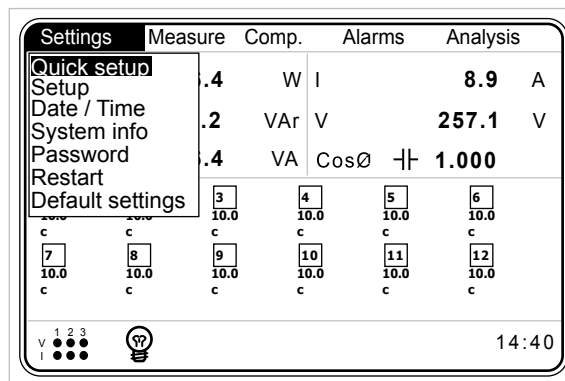 Settings Measure Comp. Alarms Analysis
Quick setup
Setup
Date / Time
System info
Password
Restart
Default settings
.4 W I 8.9 A
.2 VAr V 257.1 V
.4 VA CosØ 1.000
3 4 5 6
10.0 10.0 10.0 10.0 10.0 10.0
c c c c c c
7 8 9 10 11 12
10.0 10.0 10.0 10.0 10.0 10.0
c c c c c c
1 2 3
V
I
14:40